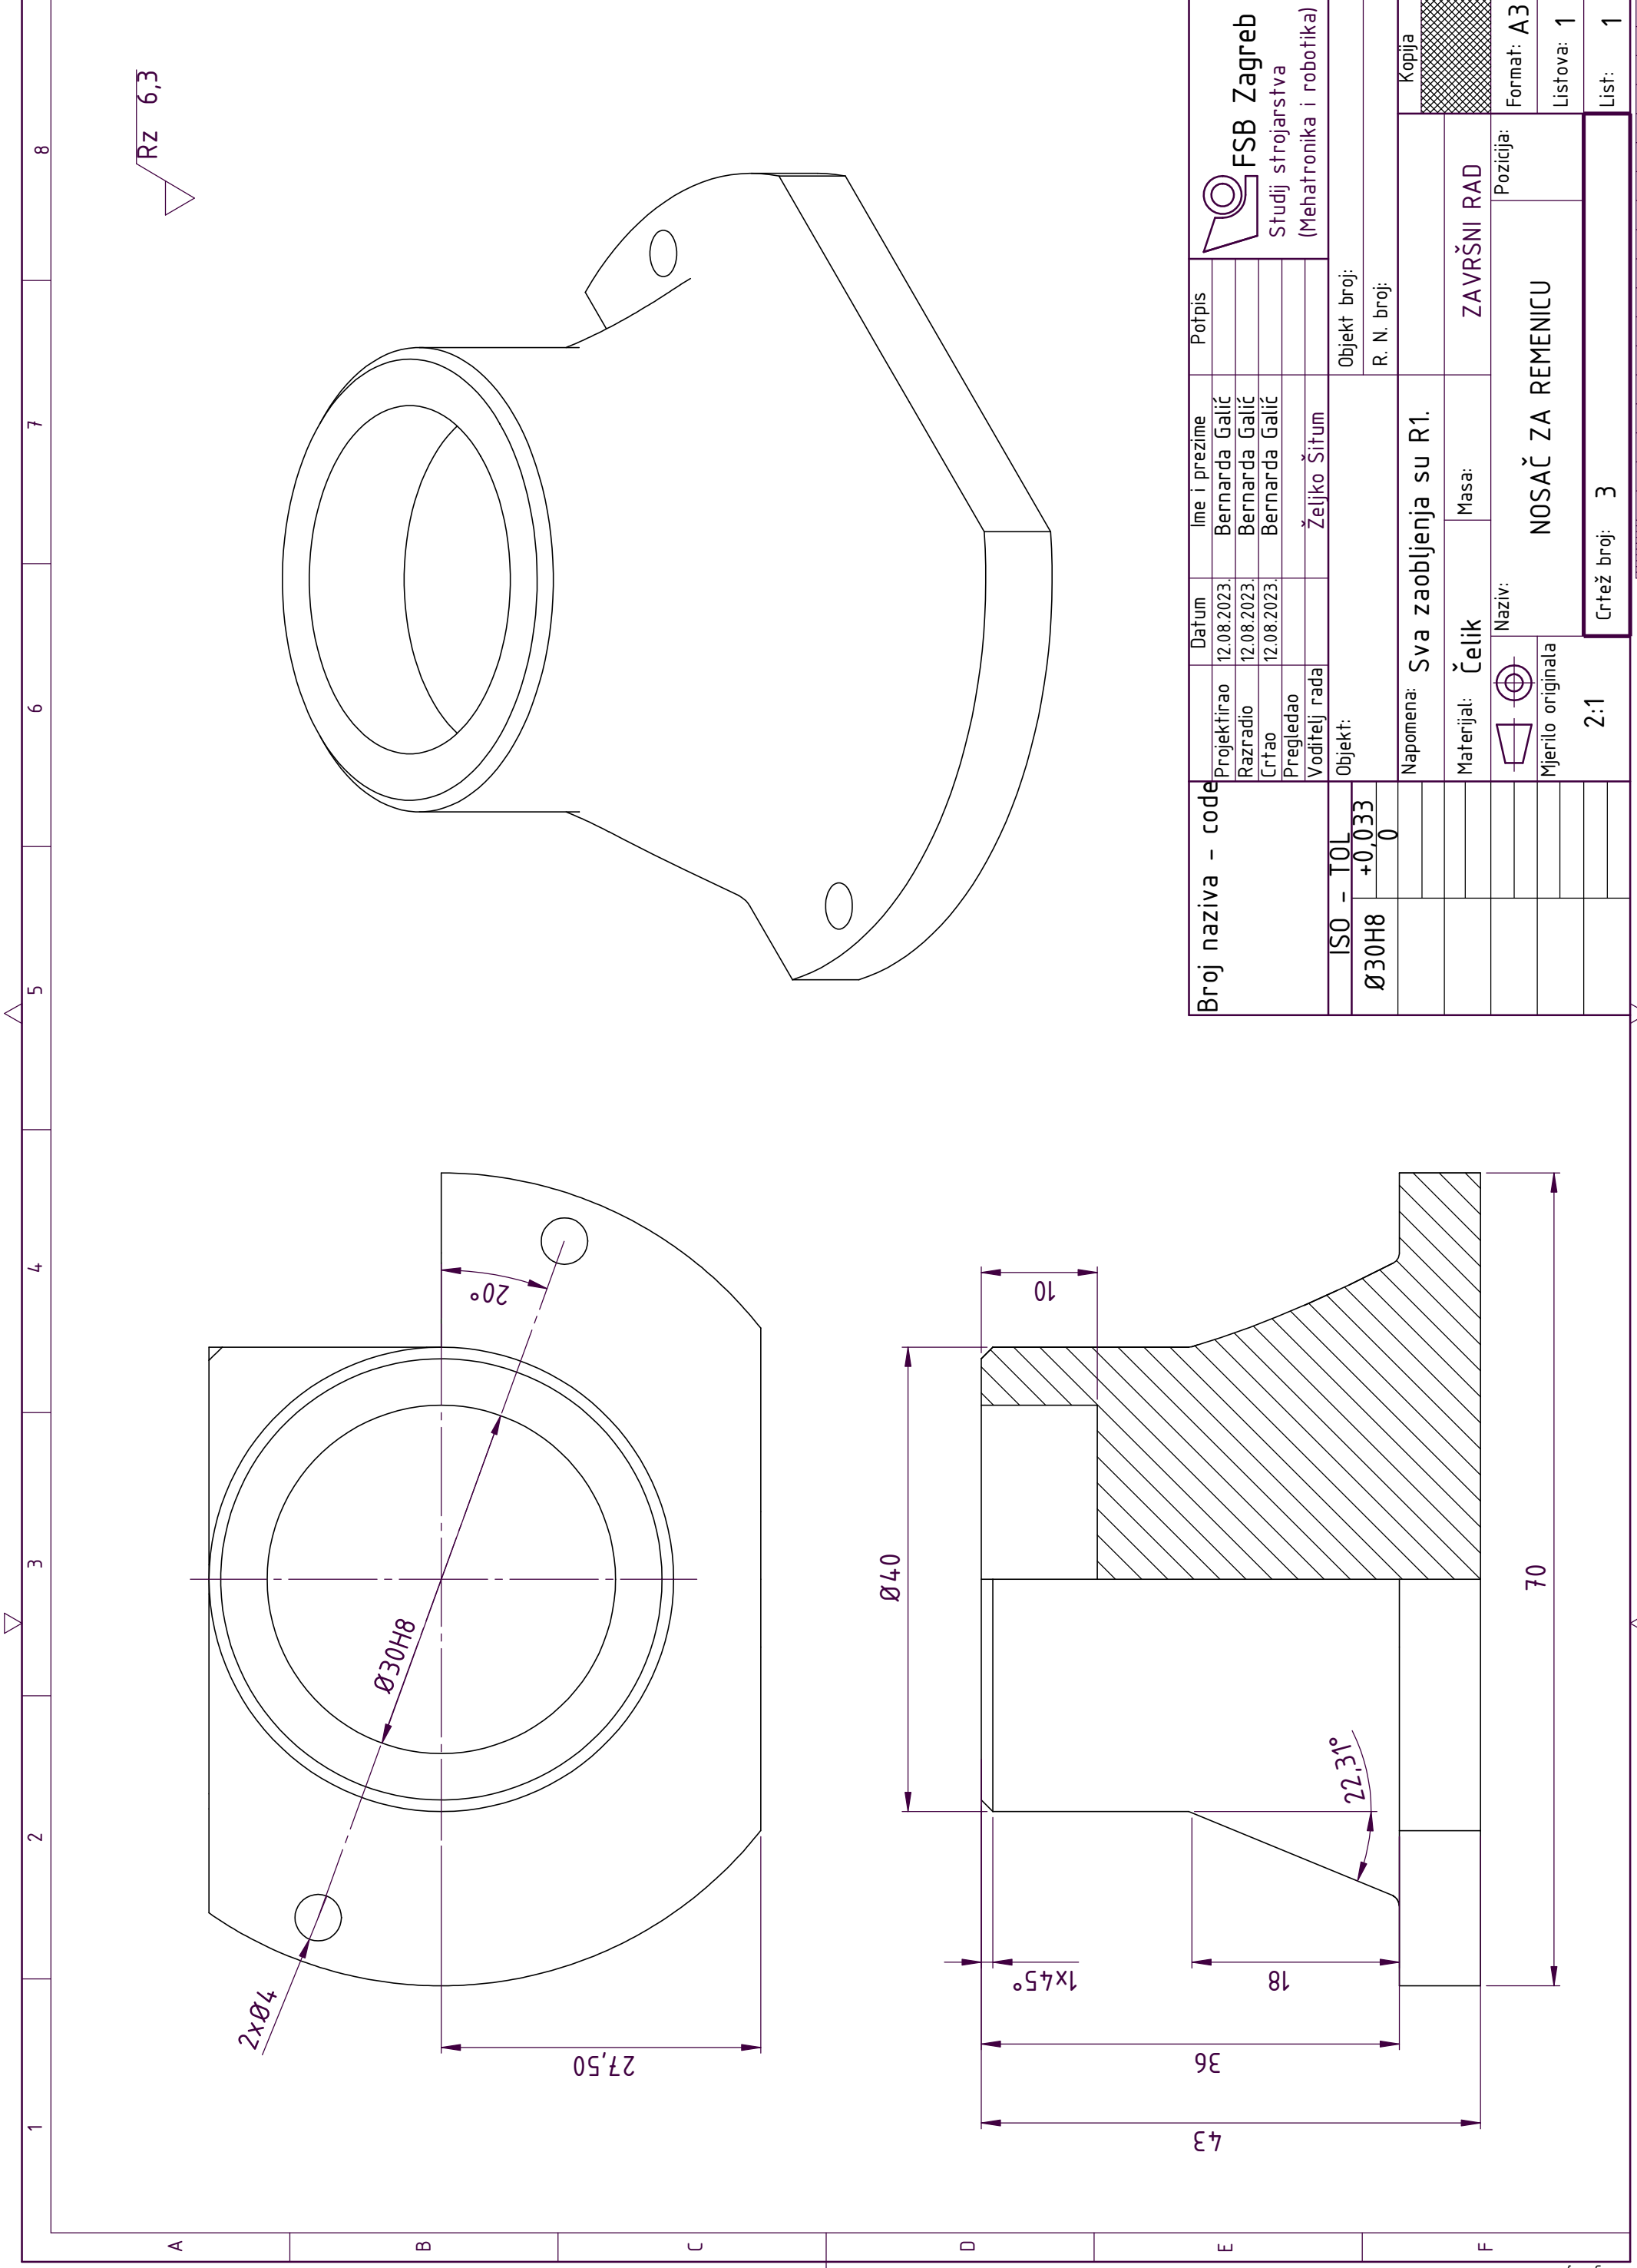 1
2
3
4
5
6
7
8
A
B
C
D
E
F
Rz 6,3
2xØ4
Ø30H8
20°
27,50
Ø40
10
1x45°
18
22,31°
36
43
70
Broj naziva - code
ISO - TOL
Ø30H8
+0,033
0
Datum
Ime i prezime
Potpis
Projektirao 12.08.2023. Bernarda Galić
Razradio 12.08.2023. Bernarda Galić
Crtao 12.08.2023. Bernarda Galić
Pregledao
Voditelj rada Željko Šitum
FSB Zagreb
Studij strojarstva
(Mehatronika i robotika)
Objekt:
Objekt broj:
R. N. broj:
Napomena: Sva zaobljenja su R1.
Kopija
Materijal: Čelik
Masa:
ZAVRŠNI RAD
Naziv:
NOSAČ ZA REMENICU
Pozicija:
Format: A3
Listova: 1
List: 1
Mjerilo originala
2:1
Crtež broj: 3